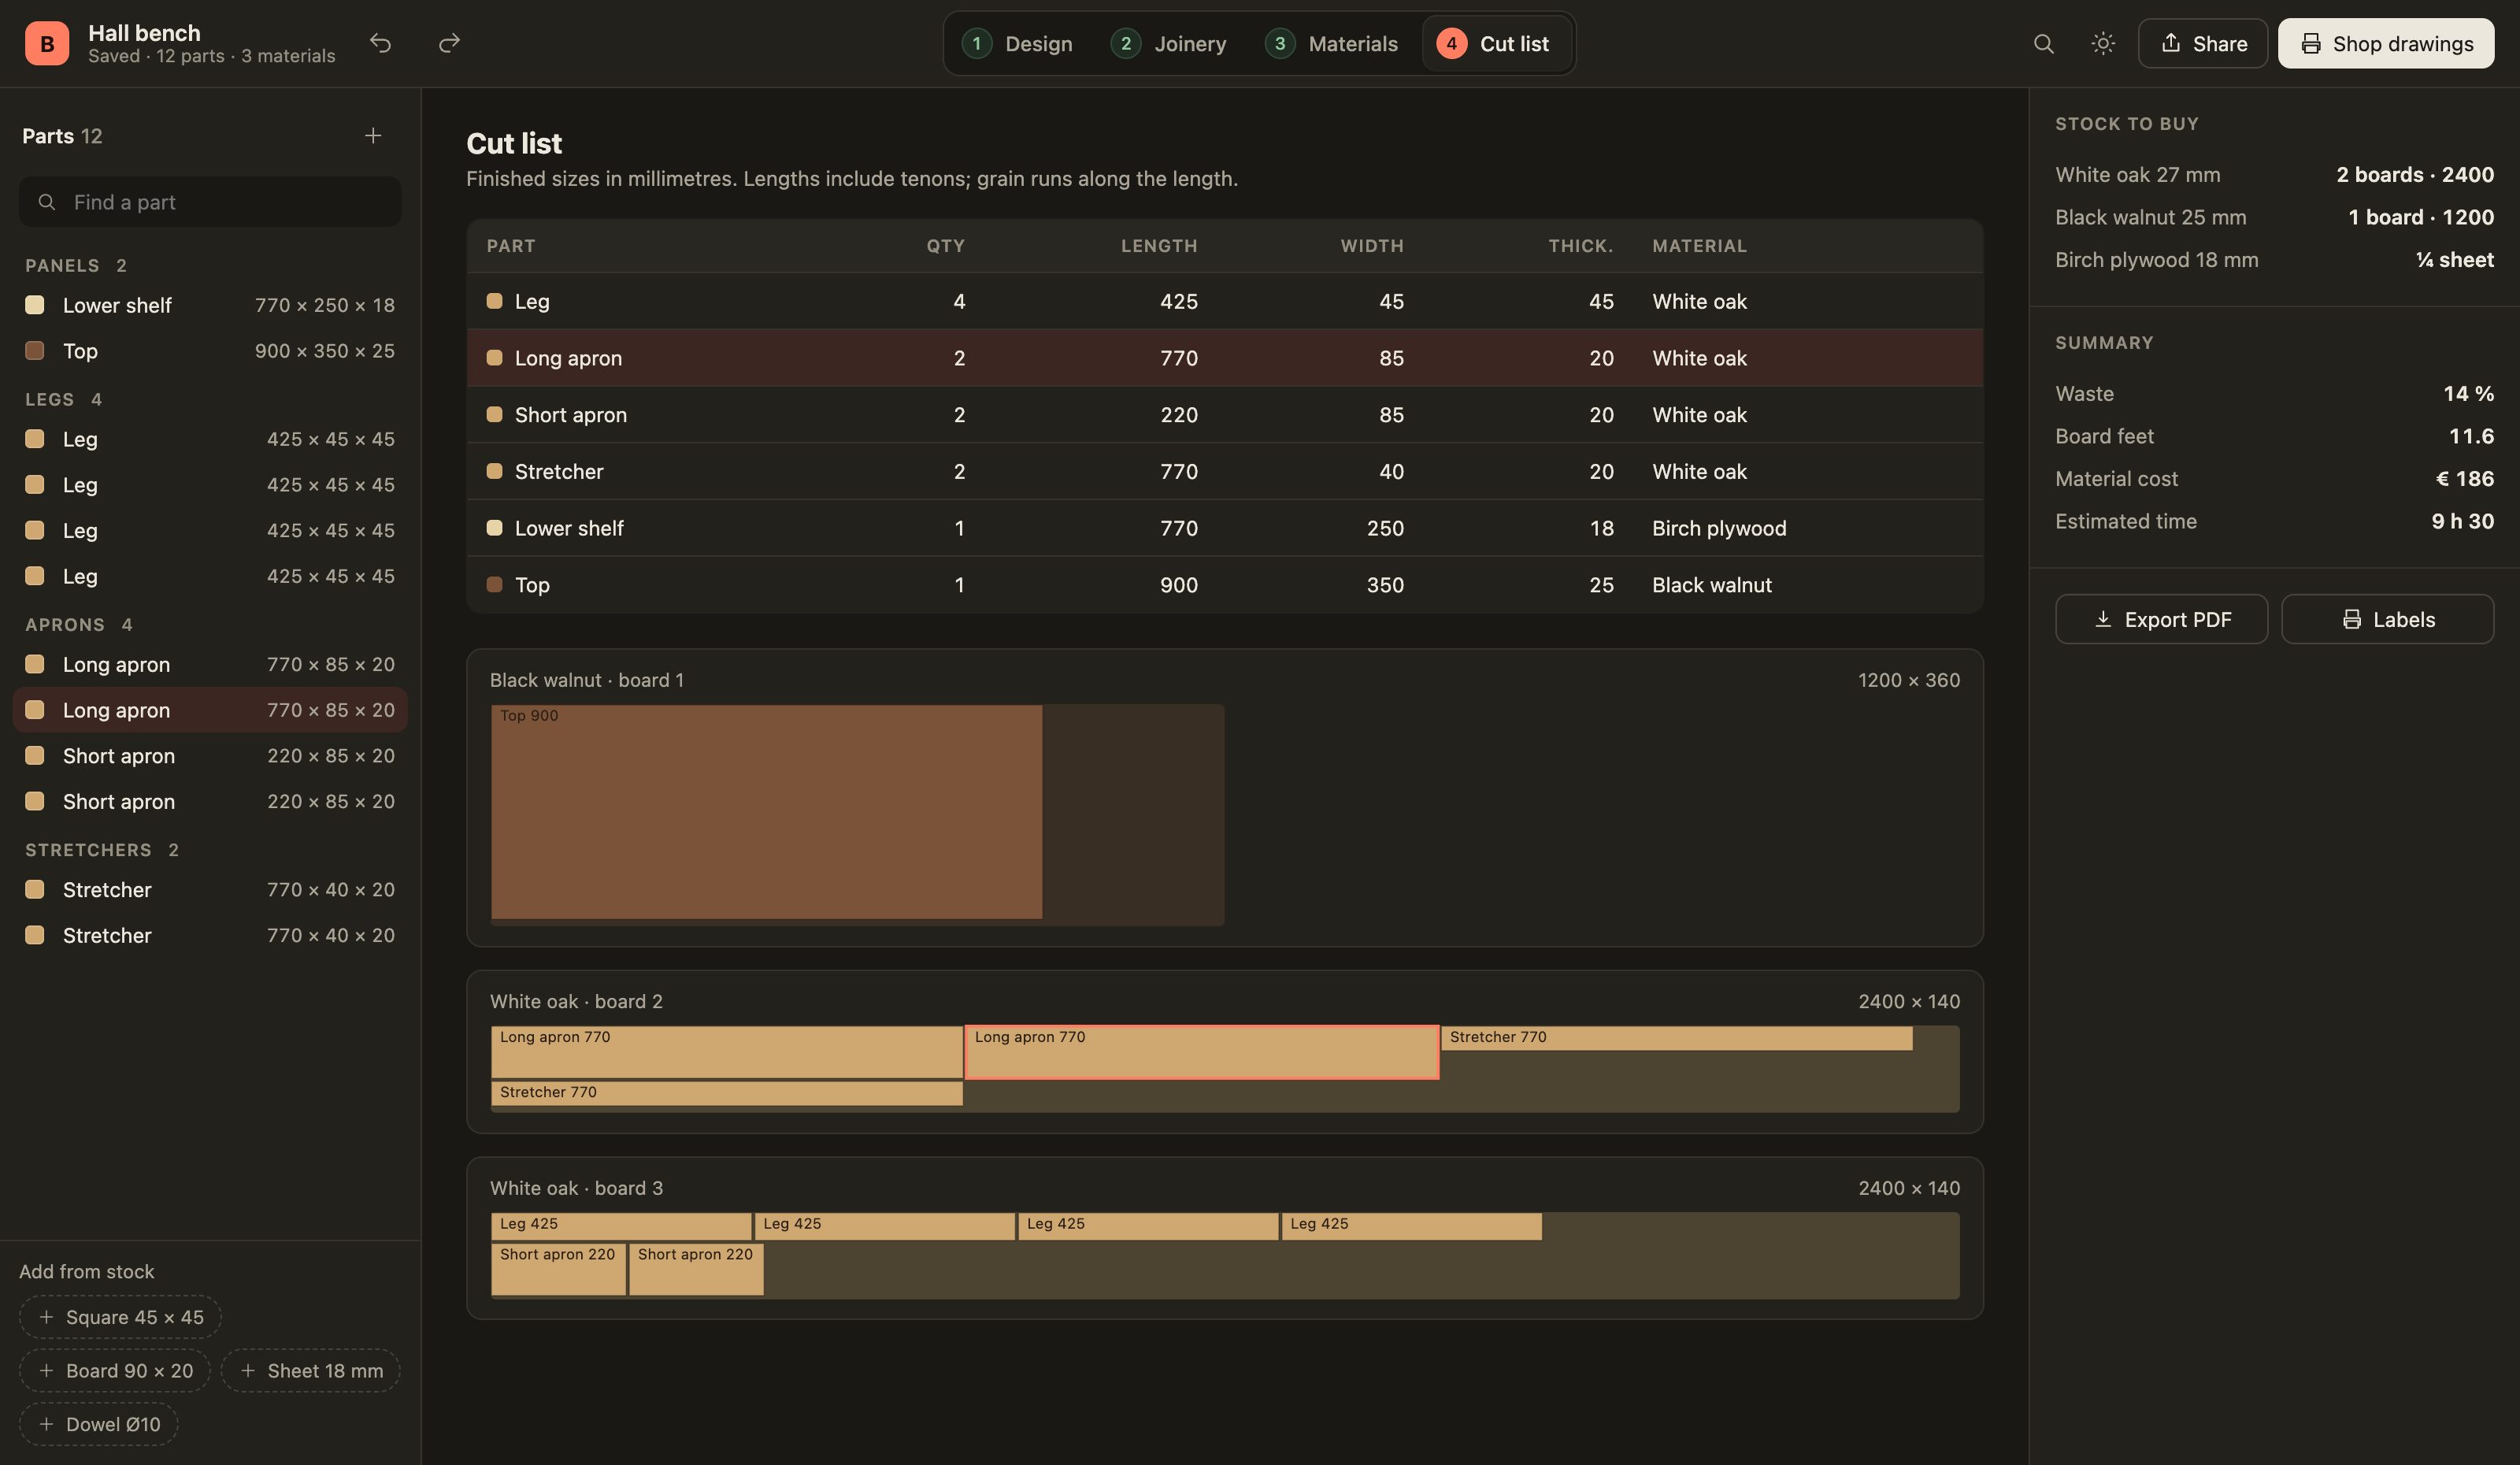 B
Hall bench
Saved · 12 parts · 3 materials
1 Design
2 Joinery
3 Materials
4 Cut list
Share
Shop drawings
Parts 12
Find a part
PANELS 2
Lower shelf 770 × 250 × 18
Top 900 × 350 × 25
LEGS 4
Leg 425 × 45 × 45
Leg 425 × 45 × 45
Leg 425 × 45 × 45
Leg 425 × 45 × 45
APRONS 4
Long apron 770 × 85 × 20
Long apron 770 × 85 × 20
Short apron 220 × 85 × 20
Short apron 220 × 85 × 20
STRETCHERS 2
Stretcher 770 × 40 × 20
Stretcher 770 × 40 × 20
Add from stock
Square 45 × 45
Board 90 × 20
Sheet 18 mm
Dowel Ø10
Cut list
Finished sizes in millimetres. Lengths include tenons; grain runs along the length.
PART QTY LENGTH WIDTH THICK. MATERIAL
Leg 4 425 45 45 White oak
Long apron 2 770 85 20 White oak
Short apron 2 220 85 20 White oak
Stretcher 2 770 40 20 White oak
Lower shelf 1 770 250 18 Birch plywood
Top 1 900 350 25 Black walnut
Black walnut · board 1 1200 × 360
Top 900
White oak · board 2 2400 × 140
Long apron 770 Long apron 770 Stretcher 770
Stretcher 770
White oak · board 3 2400 × 140
Leg 425 Leg 425 Leg 425 Leg 425
Short apron 220 Short apron 220
STOCK TO BUY
White oak 27 mm 2 boards · 2400
Black walnut 25 mm 1 board · 1200
Birch plywood 18 mm ¼ sheet
SUMMARY
Waste 14 %
Board feet 11.6
Material cost € 186
Estimated time 9 h 30
Export PDF
Labels